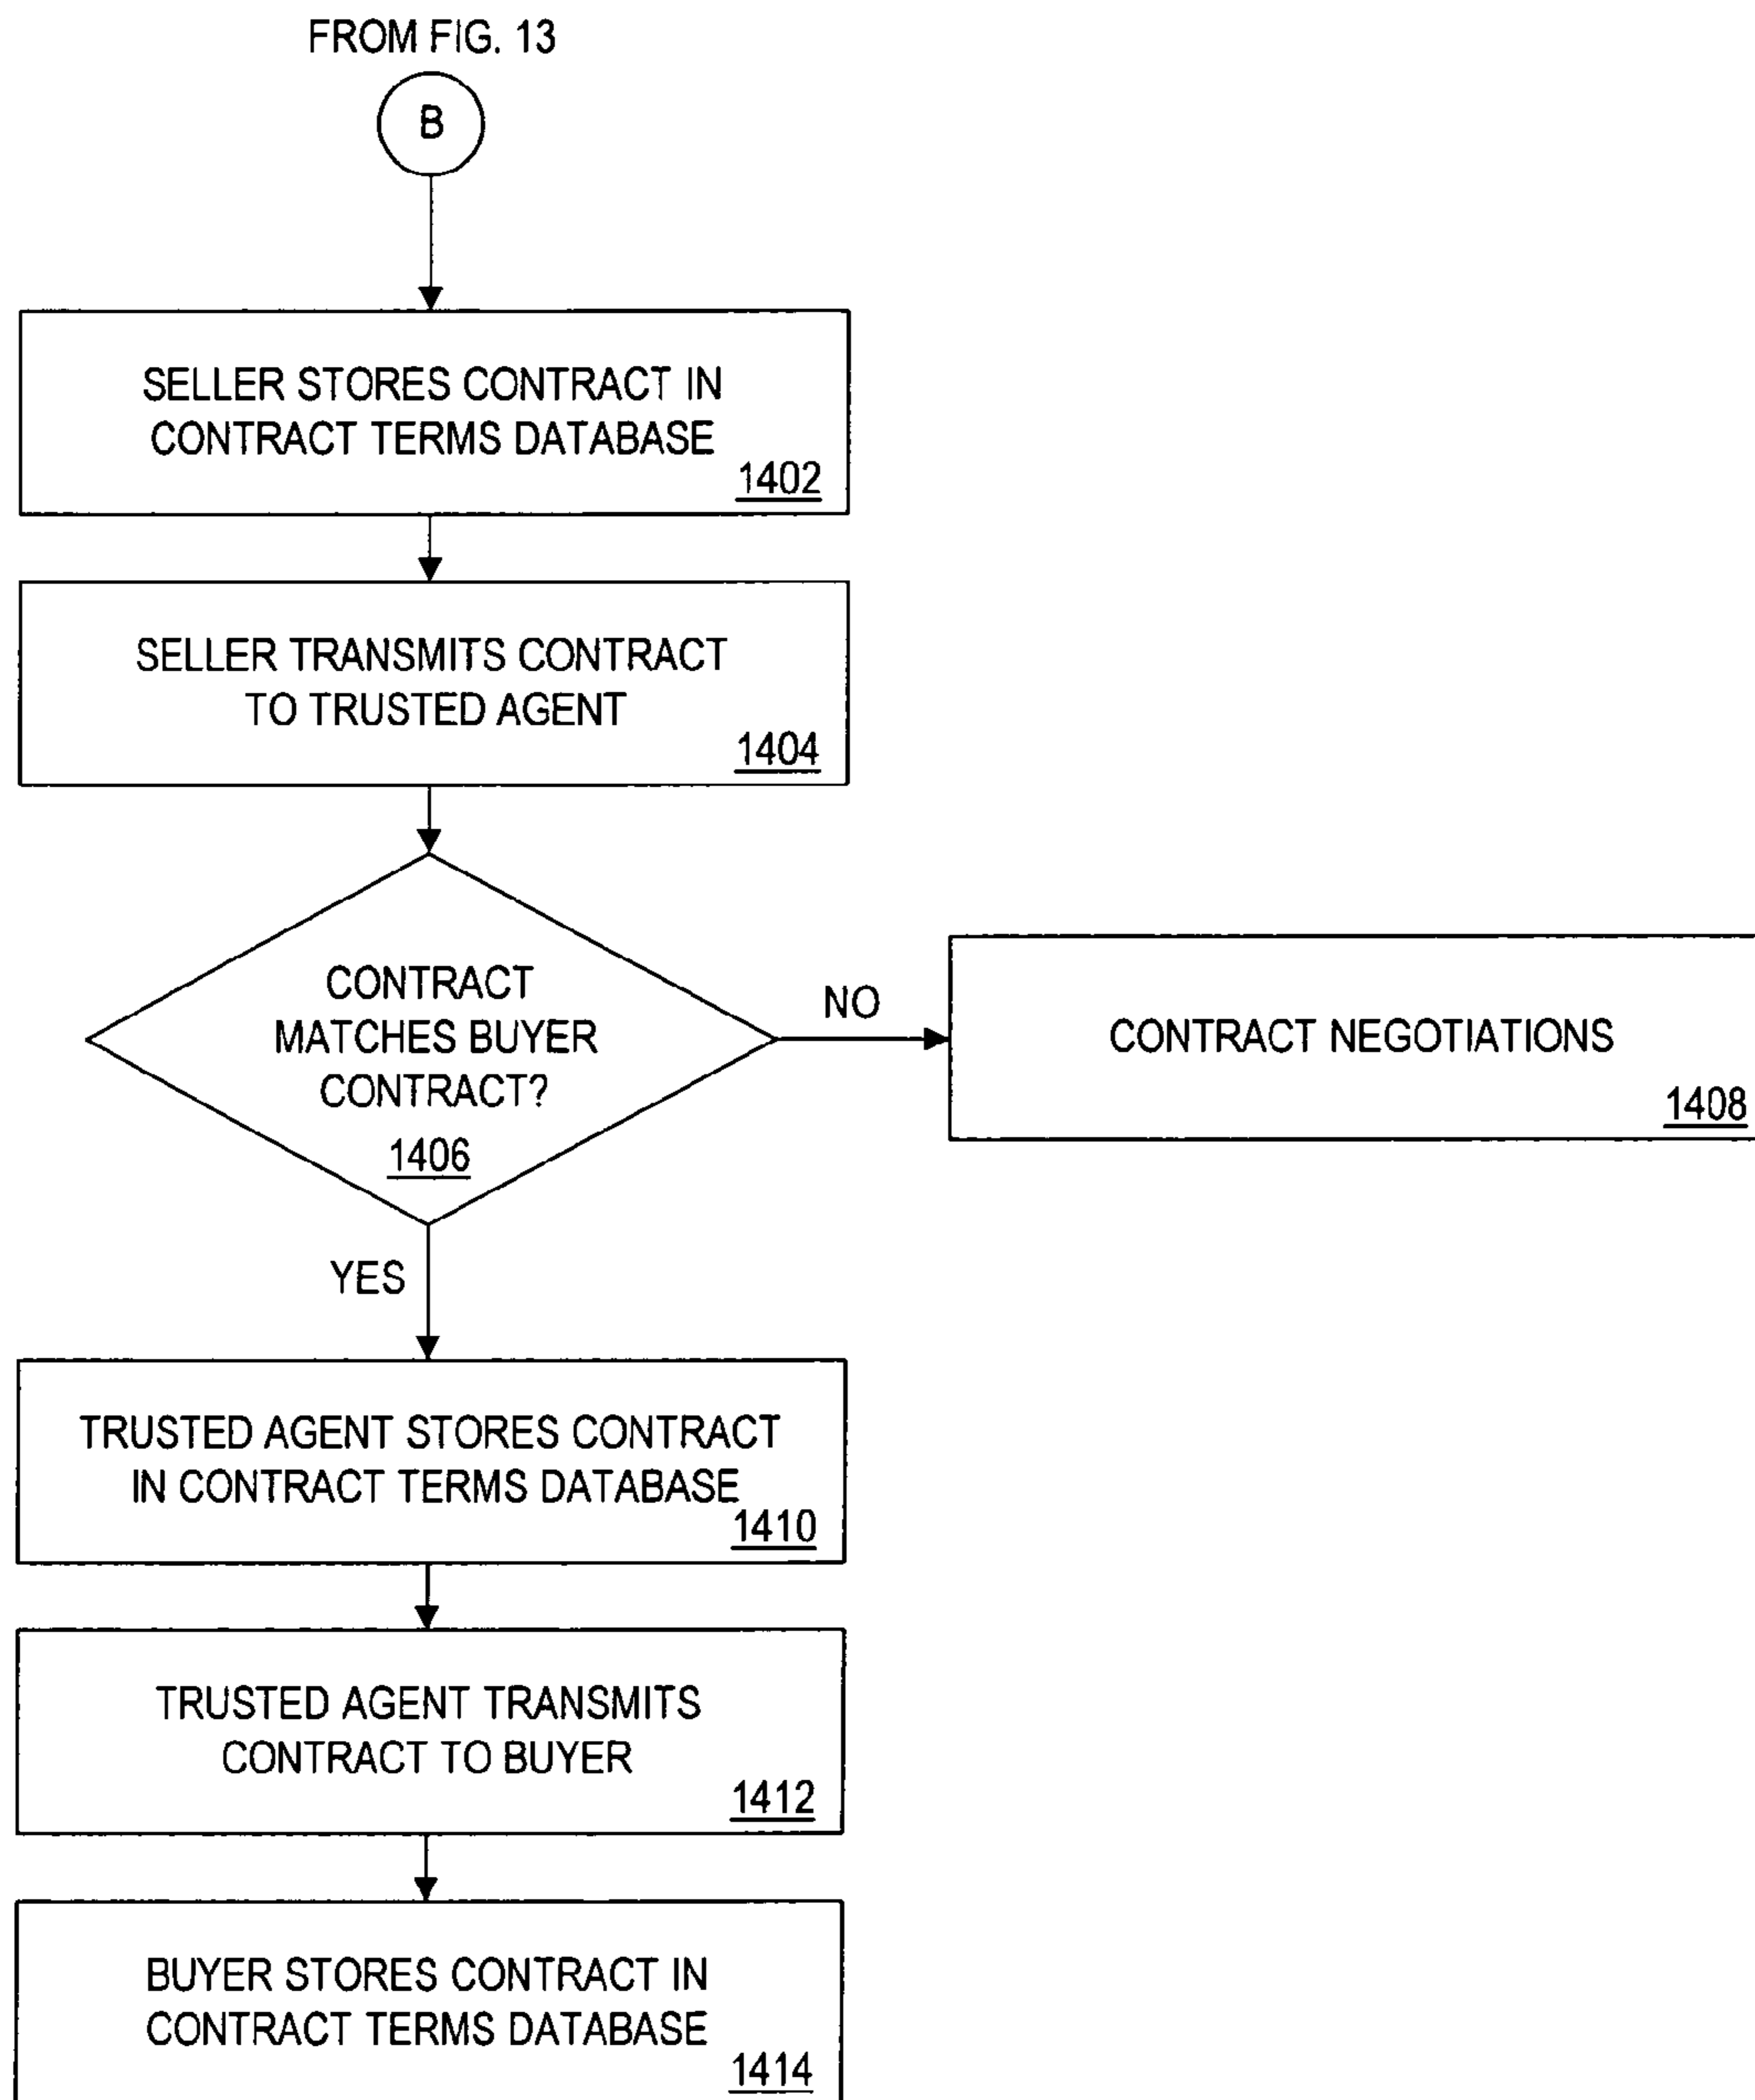 FROM FIG. 13
B
SELLER STORES CONTRACT IN
CONTRACT TERMS DATABASE
1402
SELLER TRANSMITS CONTRACT
TO TRUSTED AGENT
1404
CONTRACT
MATCHES BUYER
CONTRACT?
1406
NO
CONTRACT NEGOTIATIONS
1408
YES
TRUSTED AGENT STORES CONTRACT
IN CONTRACT TERMS DATABASE
1410
TRUSTED AGENT TRANSMITS
CONTRACT TO BUYER
1412
BUYER STORES CONTRACT IN
CONTRACT TERMS DATABASE
1414